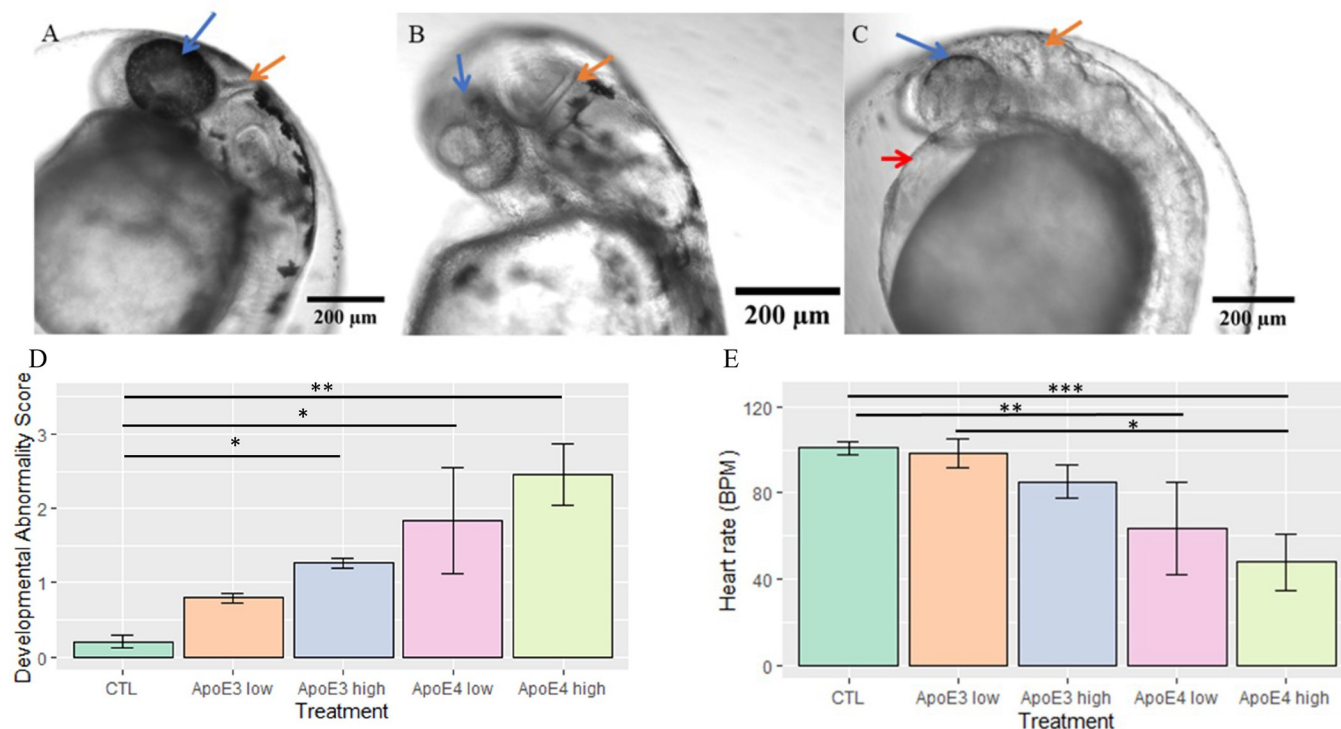 A
B
C
200 µm
200 µm
200 µm
D
Developmental Abnormality Score
3
2
1
0
**
*
*
CTL
ApoE3 low
ApoE3 high
ApoE4 low
ApoE4 high
Treatment
E
Heart rate (BPM)
120
80
40
0
***
**
*
CTL
ApoE3 low
ApoE3 high
ApoE4 low
ApoE4 high
Treatment